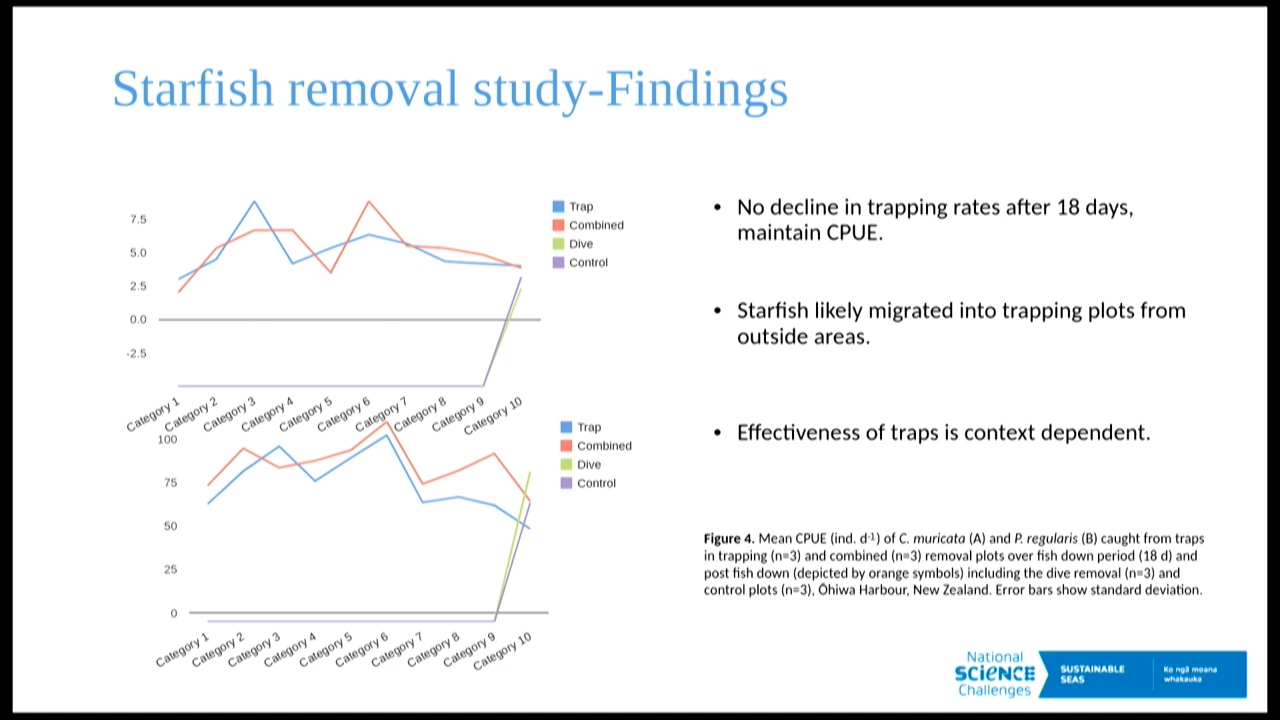 Starfish removal study-Findings
7.5
5.0
2.5
0.0
-2.5
Category 1
Category 2
Category 3
Category 4
Category 5
Category 6
Category 7
Category 8
Category 9
Category 10
Trap
Combined
Dive
Control
100
75
50
25
0
Category 1
Category 2
Category 3
Category 4
Category 5
Category 6
Category 7
Category 8
Category 9
Category 10
Trap
Combined
Dive
Control
• No decline in trapping rates after 18 days,
maintain CPUE.
• Starfish likely migrated into trapping plots from
outside areas.
• Effectiveness of traps is context dependent.
Figure 4. Mean CPUE (ind. d⁻¹) of C. muricata (A) and P. regularis (B) caught from traps
in trapping (n=3) and combined (n=3) removal plots over fish down period (18 d) and
post fish down (depicted by orange symbols) including the dive removal (n=3) and
control plots (n=3), Ōhiwa Harbour, New Zealand. Error bars show standard deviation.
National
SCIENCE
Challenges
SUSTAINABLE
SEAS
Ko ngā moana
whakauka